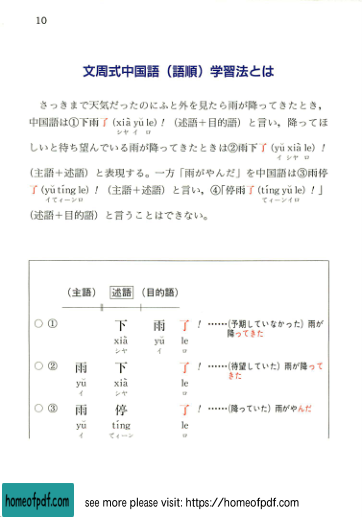 10
文周式中国語（語順）学習法とは
さっきまで天気だったのにふと外を見たら雨が降ってきたとき，
中国語は①下雨了 (xià yǔ le)！（述語＋目的語）と言い，降ってほ
シヤ イ ロ
しいと待ち望んでいる雨が降ってきたときは②雨下了 (yǔ xià le)！
イ シヤ ロ
（主語＋述語）と表現する。一方「雨がやんだ」を中国語は③雨停
了 (yǔ tíng le)！（主語＋述語）と言い，④「停雨了 (tíng yǔ le)！」
イ てィーン ロ てィーン イ ロ
（述語＋目的語）と言うことはできない。
（主語） 述語 （目的語）
○ ① 下 雨 了 ！ ……(予期していなかった) 雨が
xià yǔ le 降ってきた
シヤ イ ロ
○ ② 雨 下 了 ！ ……(待望していた) 雨が降って
yǔ xià le きた
イ シヤ ロ
○ ③ 雨 停 了 ！ ……(降っていた) 雨がやんだ
yǔ tíng le
イ てィーン ロ
homeofpdf.com see more please visit: https://homeofpdf.com